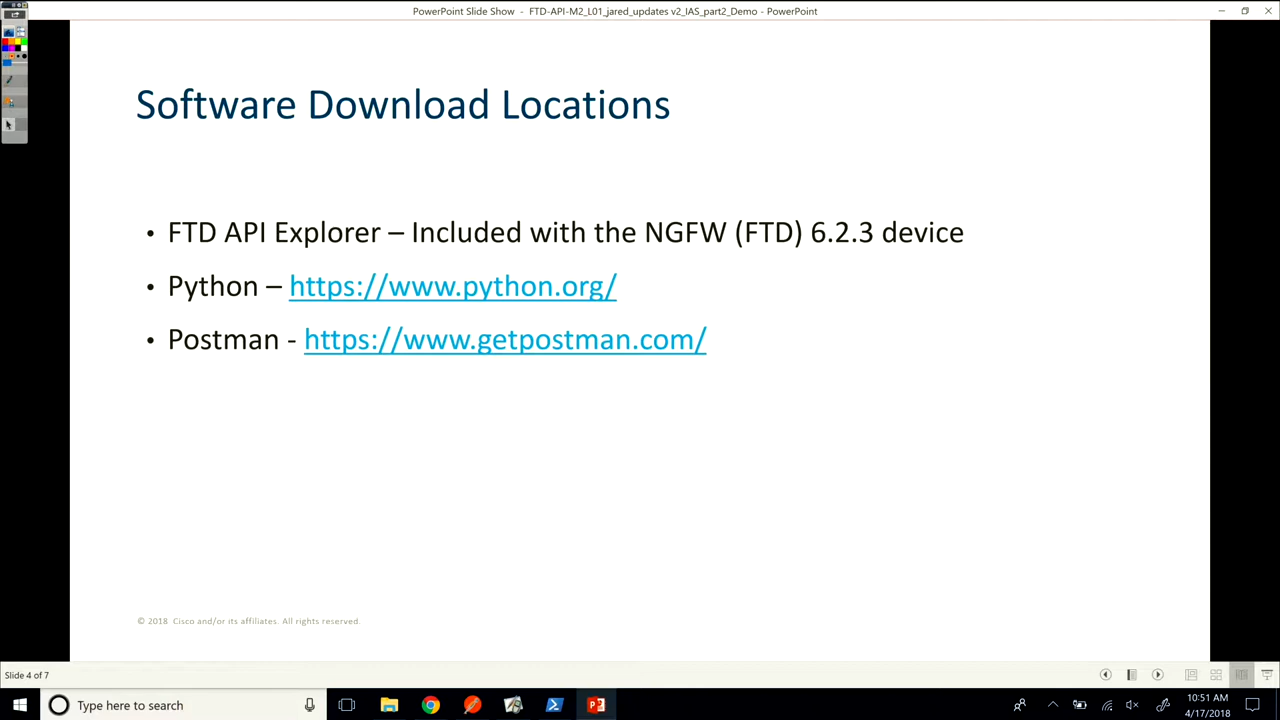 PowerPoint Slide Show - FTD-API-M2_L01_jared_updates v2_IAS_part2_Demo - PowerPoint
Software Download Locations
• FTD API Explorer – Included with the NGFW (FTD) 6.2.3 device
• Python – https://www.python.org/
• Postman - https://www.getpostman.com/
© 2018 Cisco and/or its affiliates. All rights reserved.
Slide 4 of 7
Type here to search
10:51 AM
4/17/2018